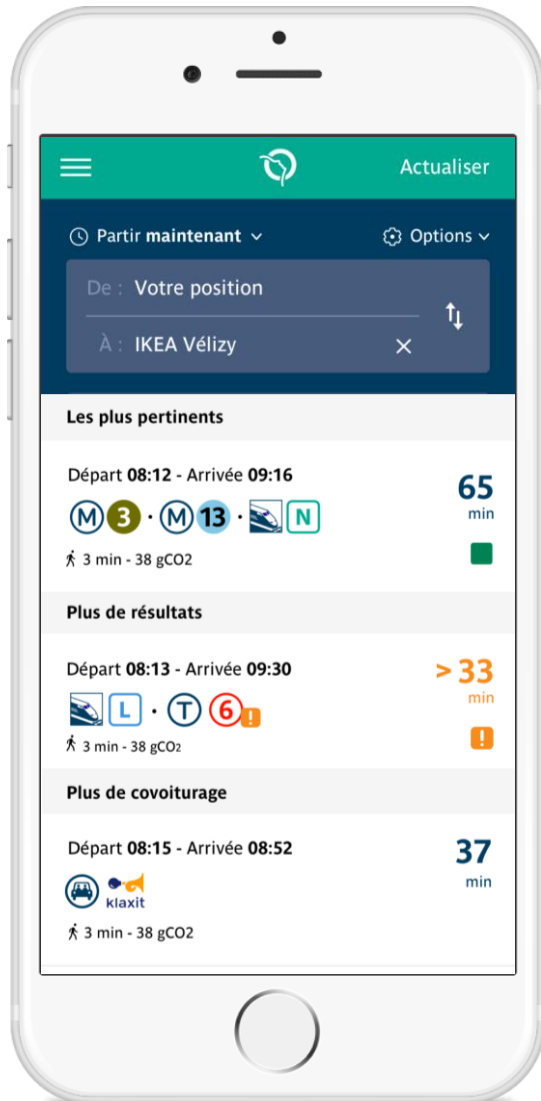 Actualiser
Partir maintenant
Options
De : Votre position
À : IKEA Vélizy
Les plus pertinents
Départ 08:12 - Arrivée 09:16
65
min
M 3 · M 13 · N
3 min - 38 gCO2
Plus de résultats
Départ 08:13 - Arrivée 09:30
> 33
min
L · T 6 !
!
3 min - 38 gCO2
Plus de covoiturage
Départ 08:15 - Arrivée 08:52
37
min
klaxit
3 min - 38 gCO2